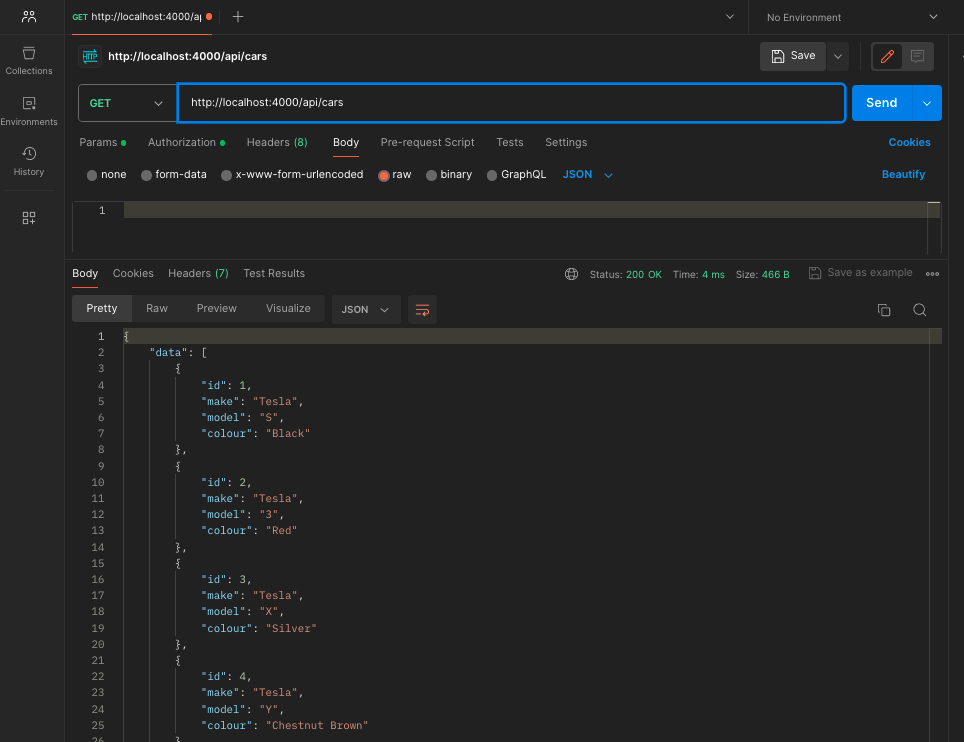 GET http://localhost:4000/ap
No Environment
Collections
Environments
History
HTTP http://localhost:4000/api/cars
Save
GET http://localhost:4000/api/cars Send
Params Authorization Headers (8) Body Pre-request Script Tests Settings Cookies
none form-data x-www-form-urlencoded raw binary GraphQL JSON Beautify
1
Body Cookies Headers (7) Test Results Status: 200 OK Time: 4 ms Size: 466 B Save as example
Pretty Raw Preview Visualize JSON
1 {
2 "data": [
3 {
4 "id": 1,
5 "make": "Tesla",
6 "model": "S",
7 "colour": "Black"
8 },
9 {
10 "id": 2,
11 "make": "Tesla",
12 "model": "3",
13 "colour": "Red"
14 },
15 {
16 "id": 3,
17 "make": "Tesla",
18 "model": "X",
19 "colour": "Silver"
20 },
21 {
22 "id": 4,
23 "make": "Tesla",
24 "model": "Y",
25 "colour": "Chestnut Brown"
26 }